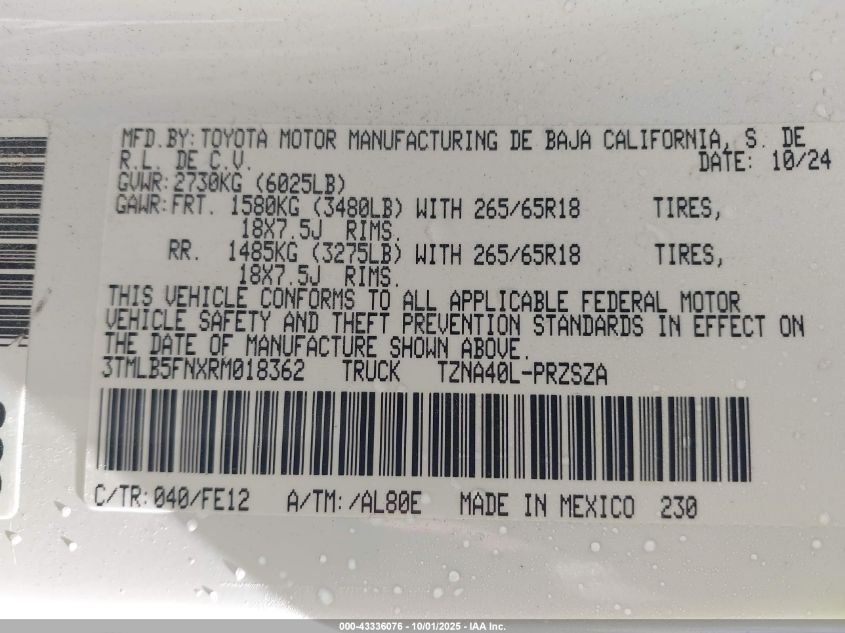 MFD.BY:TOYOTA MOTOR MANUFACTURING DE BAJA CALIFORNIA, S. DE
R.L. DE C.V. DATE: 10/24
GVWR:2730KG (6025LB)
GAWR:FRT. 1580KG (3480LB) WITH 265/65R18 TIRES,
18X7.5J RIMS.
RR. 1485KG (3275LB) WITH 265/65R18 TIRES,
18X7.5J RIMS.
THIS VEHICLE CONFORMS TO ALL APPLICABLE FEDERAL MOTOR
VEHICLE SAFETY AND THEFT PREVENTION STANDARDS IN EFFECT ON
THE DATE OF MANUFACTURE SHOWN ABOVE.
3TMLB5FNXRM018362 TRUCK TZNA40L-PRZSZA
C/TR:040/FE12 A/TM:/AL80E MADE IN MEXICO 230
000-43336076 - 10/01/2025 - IAA Inc.